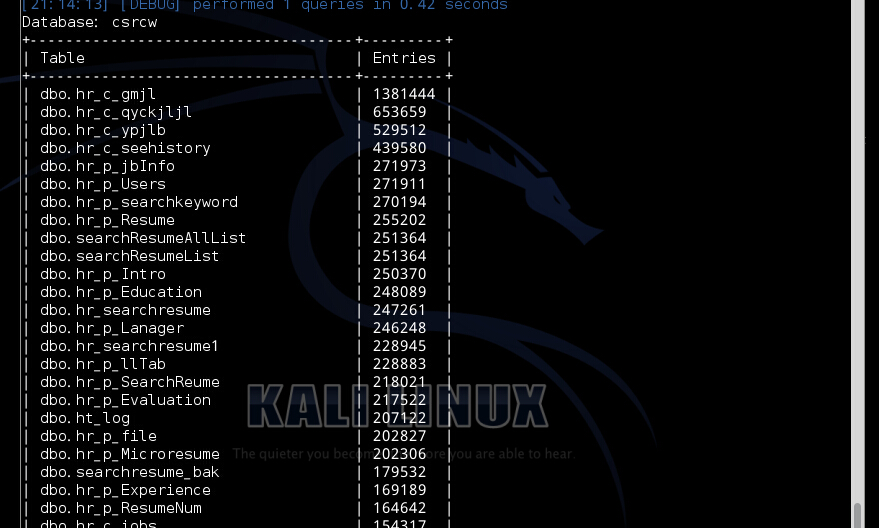 [21:14:13] [DEBUG] performed 1 queries in 0.42 seconds
Database: csrcw
+------------------------------------+---------+
| Table | Entries |
+------------------------------------+---------+
| dbo.hr_c_gmjl | 1381444 |
| dbo.hr_c_qyckjljl | 653659 |
| dbo.hr_c_ypjlb | 529512 |
| dbo.hr_c_seehistory | 439580 |
| dbo.hr_p_jbInfo | 271973 |
| dbo.hr_p_Users | 271911 |
| dbo.hr_p_searchkeyword | 270194 |
| dbo.hr_p_Resume | 255202 |
| dbo.searchResumeAllList | 251364 |
| dbo.searchResumeList | 251364 |
| dbo.hr_p_Intro | 250370 |
| dbo.hr_p_Education | 248089 |
| dbo.hr_searchresume | 247261 |
| dbo.hr_p_Lanager | 246248 |
| dbo.hr_searchresume1 | 228945 |
| dbo.hr_p_llTab | 228883 |
| dbo.hr_p_SearchReume | 218021 |
| dbo.hr_p_Evaluation | 217522 |
| dbo.ht_log | 207122 |
| dbo.hr_p_file | 202827 |
| dbo.hr_p_Microresume | 202306 |
| dbo.searchresume_bak | 179532 |
| dbo.hr_p_Experience | 169189 |
| dbo.hr_p_ResumeNum | 164642 |
| dbo.hr_c_jobs | 154317 |
KALI LINUX
The quieter you become, more you are able to hear.